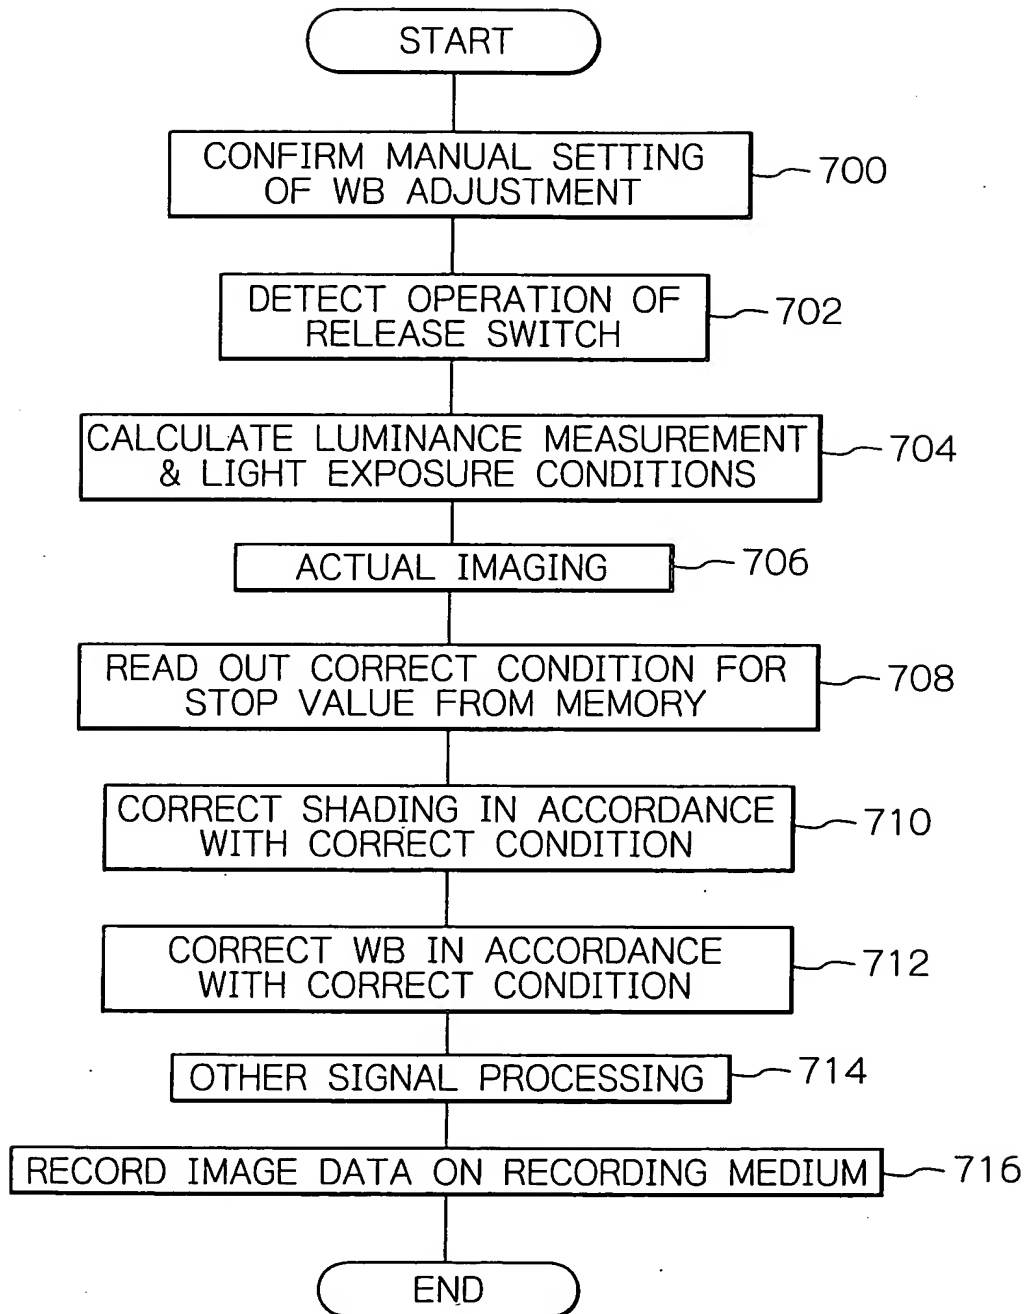 START
CONFIRM MANUAL SETTING
OF WB ADJUSTMENT
700
DETECT OPERATION OF
RELEASE SWITCH
702
CALCULATE LUMINANCE MEASUREMENT
& LIGHT EXPOSURE CONDITIONS
704
ACTUAL IMAGING
706
READ OUT CORRECT CONDITION FOR
STOP VALUE FROM MEMORY
708
CORRECT SHADING IN ACCORDANCE
WITH CORRECT CONDITION
710
CORRECT WB IN ACCORDANCE
WITH CORRECT CONDITION
712
OTHER SIGNAL PROCESSING
714
RECORD IMAGE DATA ON RECORDING MEDIUM
716
END